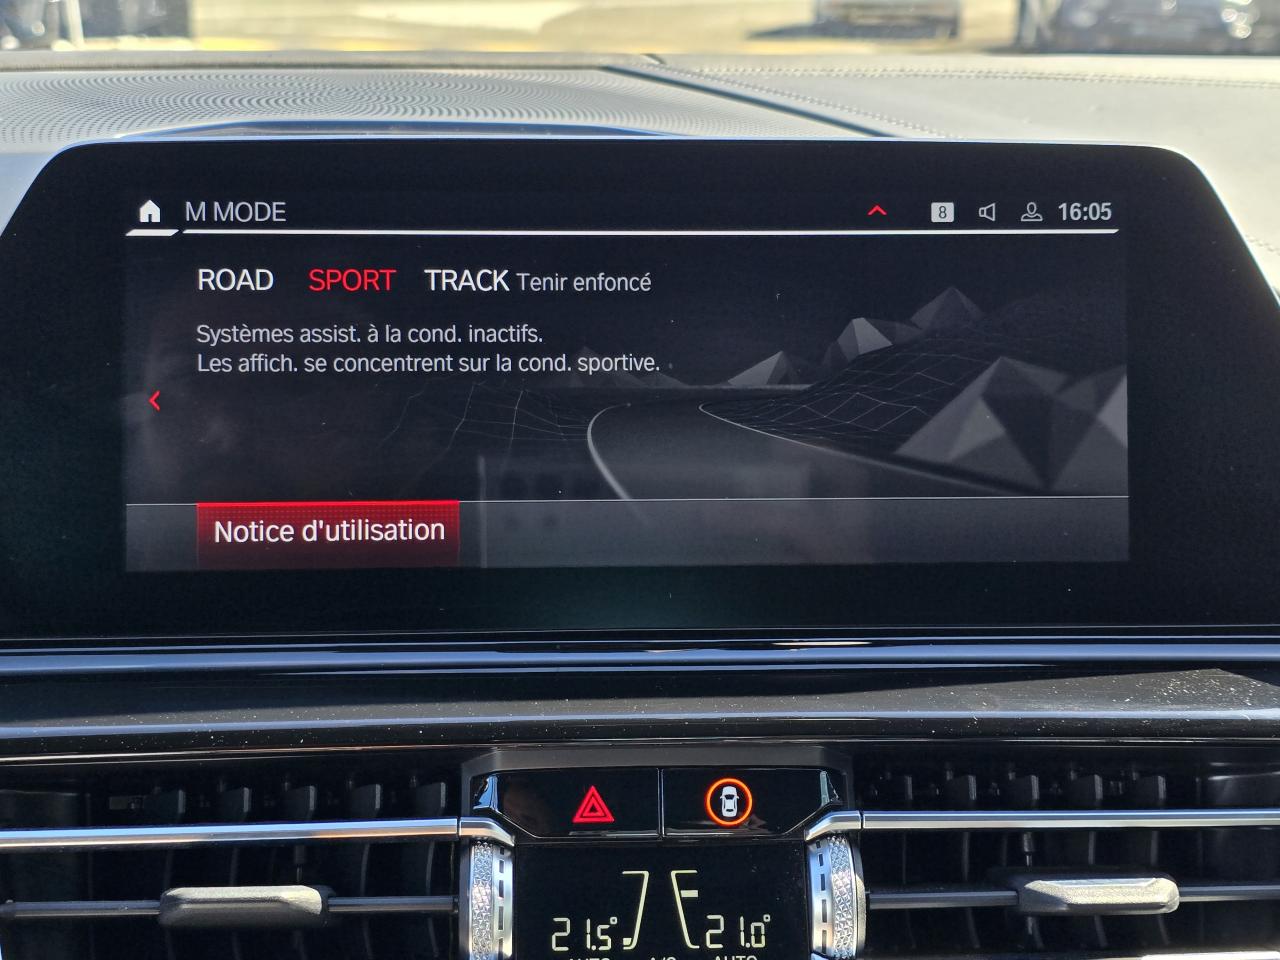 M MODE
8
16:05
ROAD SPORT TRACK Tenir enfoncé
Systèmes assist. à la cond. inactifs.
Les affich. se concentrent sur la cond. sportive.
Notice d'utilisation
21.5° 21.0°